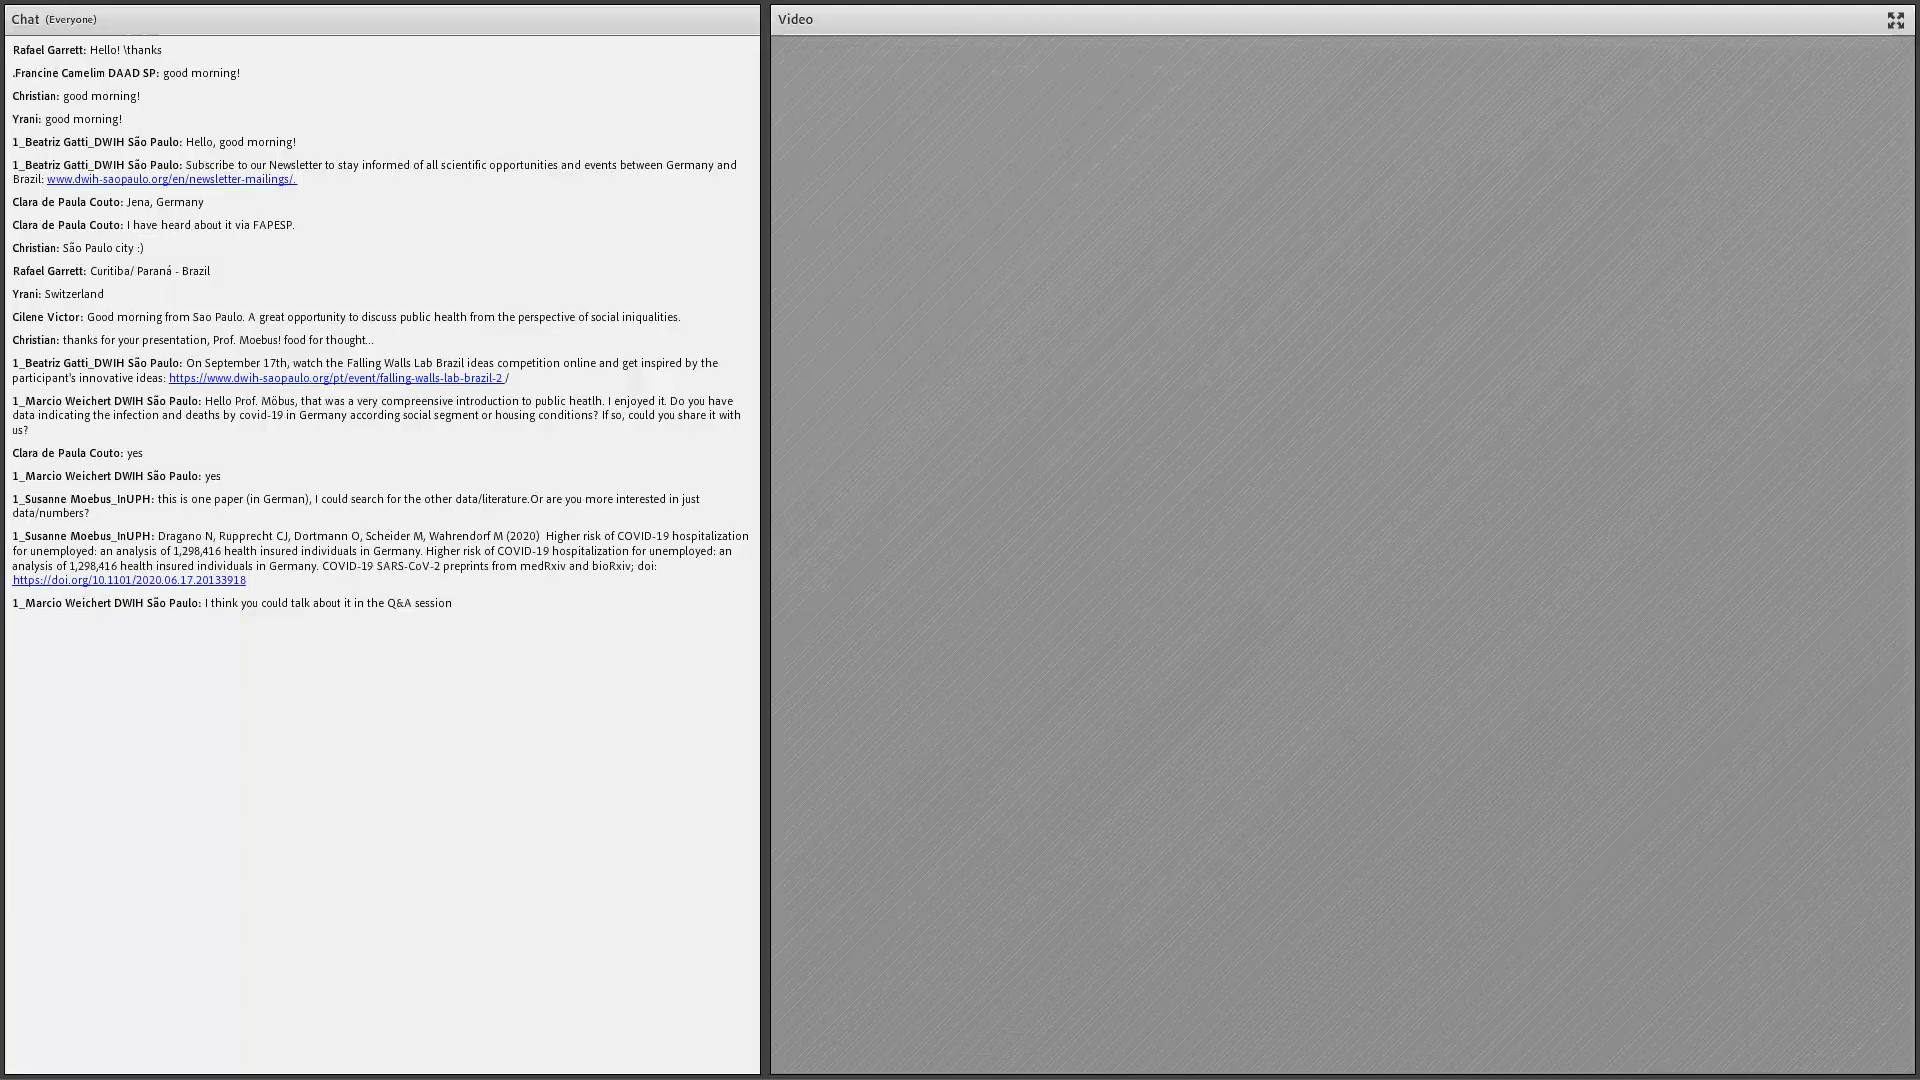 Chat (Everyone)
Video
Rafael Garrett: Hello! \thanks
.Francine Camelim DAAD SP: good morning!
Christian: good morning!
Yrani: good morning!
1_Beatriz Gatti_DWIH São Paulo: Hello, good morning!
1_Beatriz Gatti_DWIH São Paulo: Subscribe to our Newsletter to stay informed of all scientific opportunities and events between Germany and
Brazil: www.dwih-saopaulo.org/en/newsletter-mailings/.
Clara de Paula Couto: Jena, Germany
Clara de Paula Couto: I have heard about it via FAPESP.
Christian: São Paulo city :)
Rafael Garrett: Curitiba/ Paraná - Brazil
Yrani: Switzerland
Cilene Victor: Good morning from Sao Paulo. A great opportunity to discuss public health from the perspective of social iniqualities.
Christian: thanks for your presentation, Prof. Moebus! food for thought...
1_Beatriz Gatti_DWIH São Paulo: On September 17th, watch the Falling Walls Lab Brazil ideas competition online and get inspired by the
participant's innovative ideas: https://www.dwih-saopaulo.org/pt/event/falling-walls-lab-brazil-2 /
1_Marcio Weichert DWIH São Paulo: Hello Prof. Möbus, that was a very compreensive introduction to public heatlh. I enjoyed it. Do you have
data indicating the infection and deaths by covid-19 in Germany according social segment or housing conditions? If so, could you share it with
us?
Clara de Paula Couto: yes
1_Marcio Weichert DWIH São Paulo: yes
1_Susanne Moebus_InUPH: this is one paper (in German), I could search for the other data/literature.Or are you more interested in just
data/numbers?
1_Susanne Moebus_InUPH: Dragano N, Rupprecht CJ, Dortmann O, Scheider M, Wahrendorf M (2020)  Higher risk of COVID-19 hospitalization
for unemployed: an analysis of 1,298,416 health insured individuals in Germany. Higher risk of COVID-19 hospitalization for unemployed: an
analysis of 1,298,416 health insured individuals in Germany. COVID-19 SARS-CoV-2 preprints from medRxiv and bioRxiv; doi:
https://doi.org/10.1101/2020.06.17.20133918
1_Marcio Weichert DWIH São Paulo: I think you could talk about it in the Q&A session